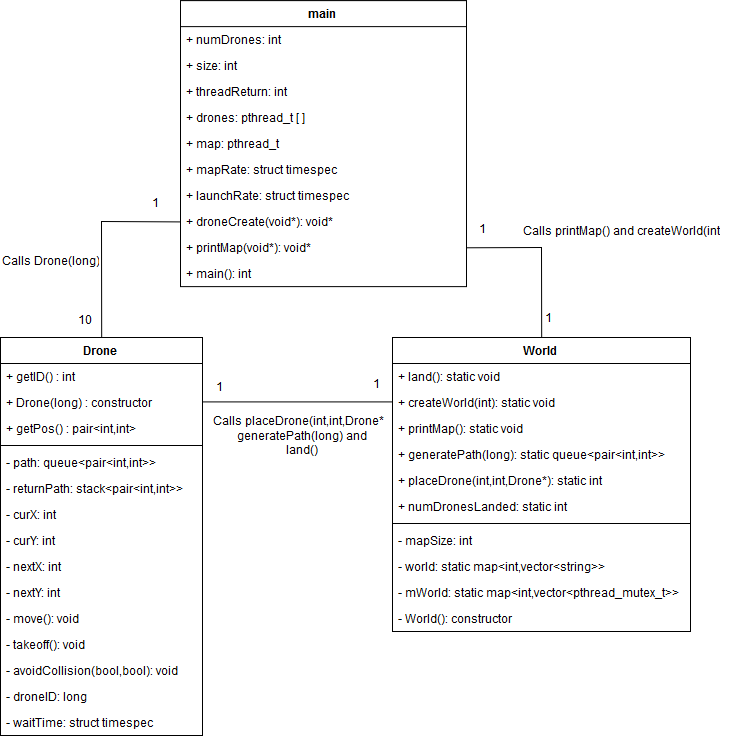 main
+ numDrones: int
+ size: int
+ threadReturn: int
+ drones: pthread_t [ ]
+ map: pthread_t
+ mapRate: struct timespec
+ launchRate: struct timespec
+ droneCreate(void*): void*
+ printMap(void*): void*
+ main(): int
1
Calls Drone(long)
10
1
Calls printMap() and createWorld(int
1
Drone
+ getID() : int
+ Drone(long) : constructor
+ getPos() : pair<int,int>
- path: queue<pair<int,int>>
- returnPath: stack<pair<int,int>>
- curX: int
- curY: int
- nextX: int
- nextY: int
- move(): void
- takeoff(): void
- avoidCollision(bool,bool): void
- droneID: long
- waitTime: struct timespec
1
1
Calls placeDrone(int,int,Drone*
generatePath(long) and
land()
World
+ land(): static void
+ createWorld(int): static void
+ printMap(): static void
+ generatePath(long): static queue<pair<int,int>>
+ placeDrone(int,int,Drone*): static int
+ numDronesLanded: static int
- mapSize: int
- world: static map<int,vector<string>>
- mWorld: static map<int,vector<pthread_mutex_t>>
- World(): constructor